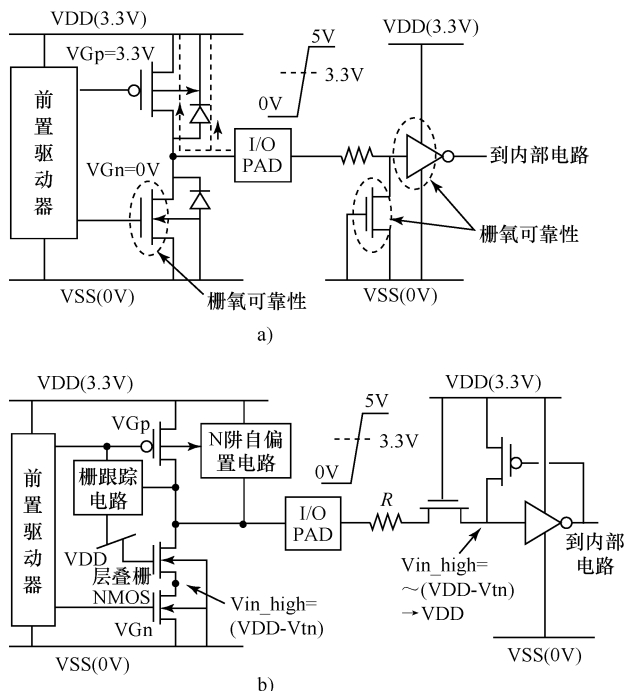 VDD(3.3V)
VGp=3.3V
前置驱动器
VGn=0V
VSS(0V)
栅氧可靠性
5V
3.3V
0V
I/O
PAD
VDD(3.3V)
到内部电路
栅氧可靠性
VSS(0V)
a)
VDD(3.3V)
VGp
N阱自偏
置电路
前置驱动器
栅跟踪
电路
VDD
层叠栅
NMOS
VGn
Vin_high=
(VDD-Vtn)
VSS(0V)
5V
3.3V
0V
I/O
PAD
R
VDD(3.3V)
Vin_high=
～(VDD-Vtn)
→VDD
到内部
电路
VSS(0V)
b)